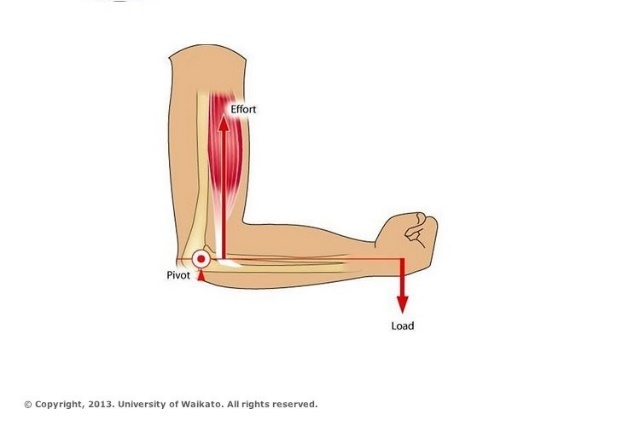 Effort
Pivot
Load
© Copyright, 2013. University of Waikato. All rights reserved.